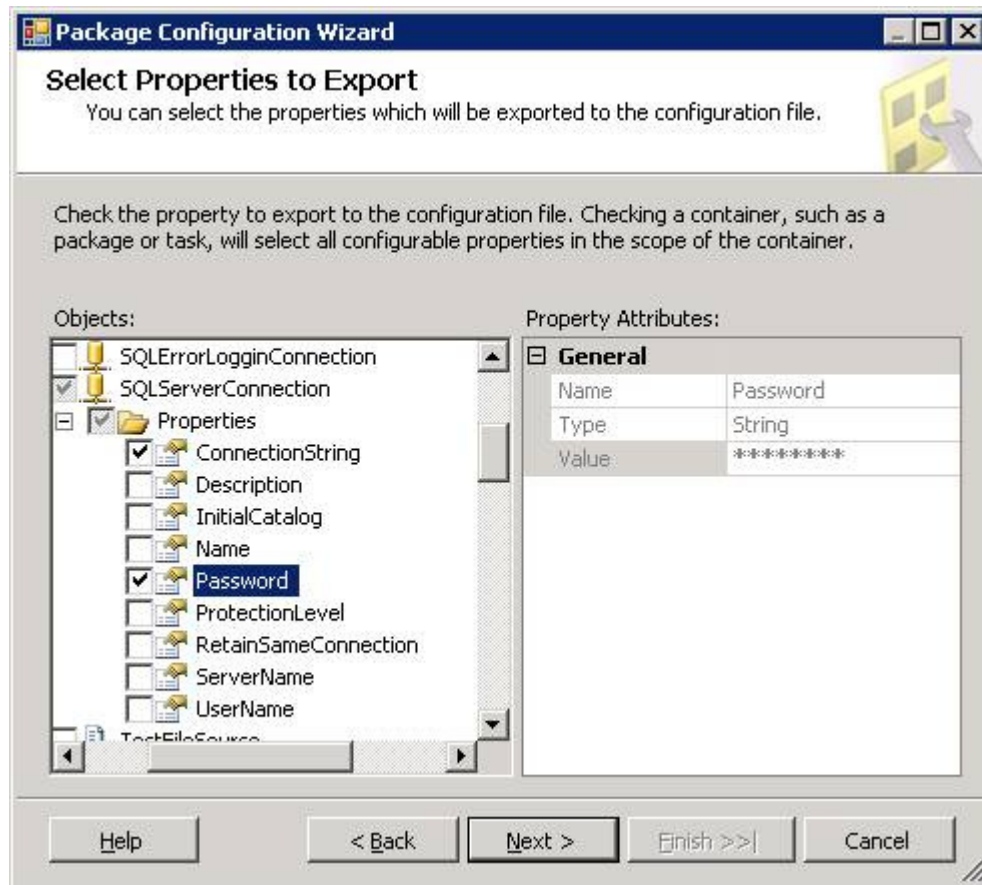 Package Configuration Wizard
Select Properties to Export
You can select the properties which will be exported to the configuration file.
Check the property to export to the configuration file. Checking a container, such as a
package or task, will select all configurable properties in the scope of the container.
Objects:
SQLErrorLogginConnection
SQLServerConnection
Properties
ConnectionString
Description
InitialCatalog
Name
Password
ProtectionLevel
RetainSameConnection
ServerName
UserName
Property Attributes:
General
Name Password
Type String
Value ********
Help
< Back
Next >
Finish >>|
Cancel